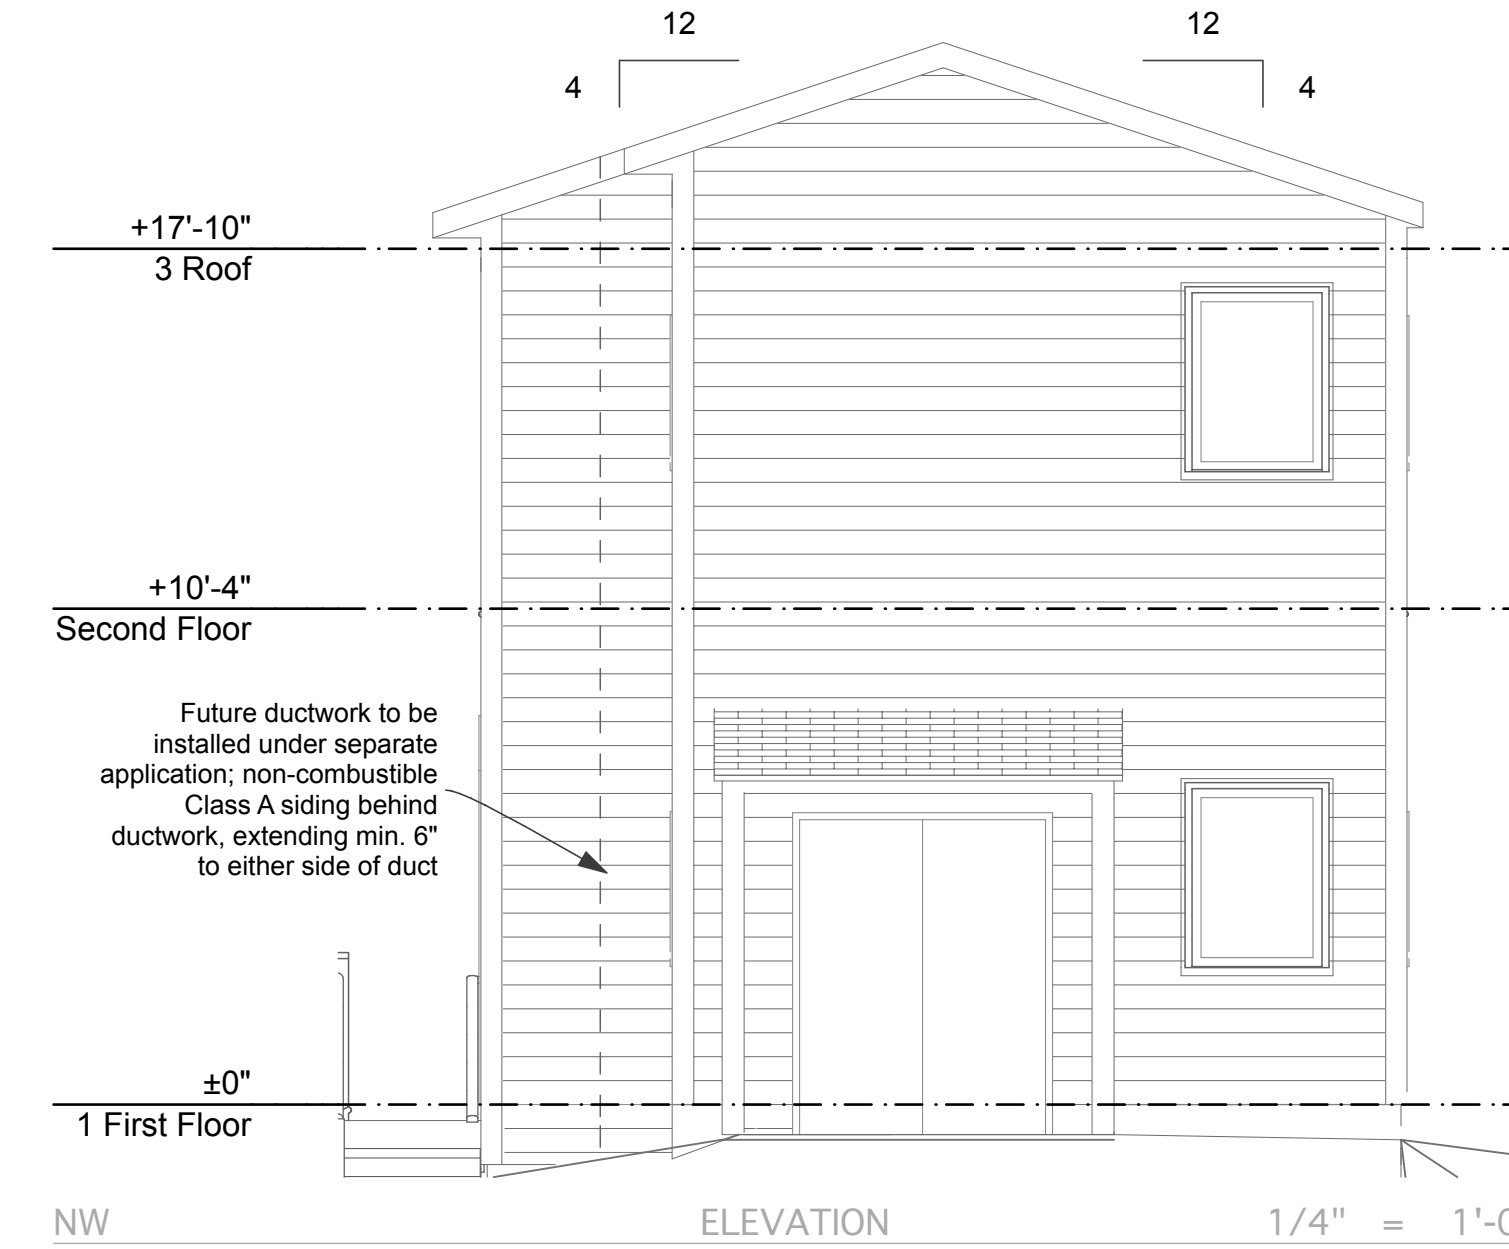 12 12
4 4
+17'-10"
3 Roof
+10'-4"
Second Floor
Future ductwork to be
installed under separate
application; non-combustible
Class A siding behind
ductwork, extending min. 6"
to either side of duct
±0"
1 First Floor
NW ELEVATION 1/4" = 1'-0